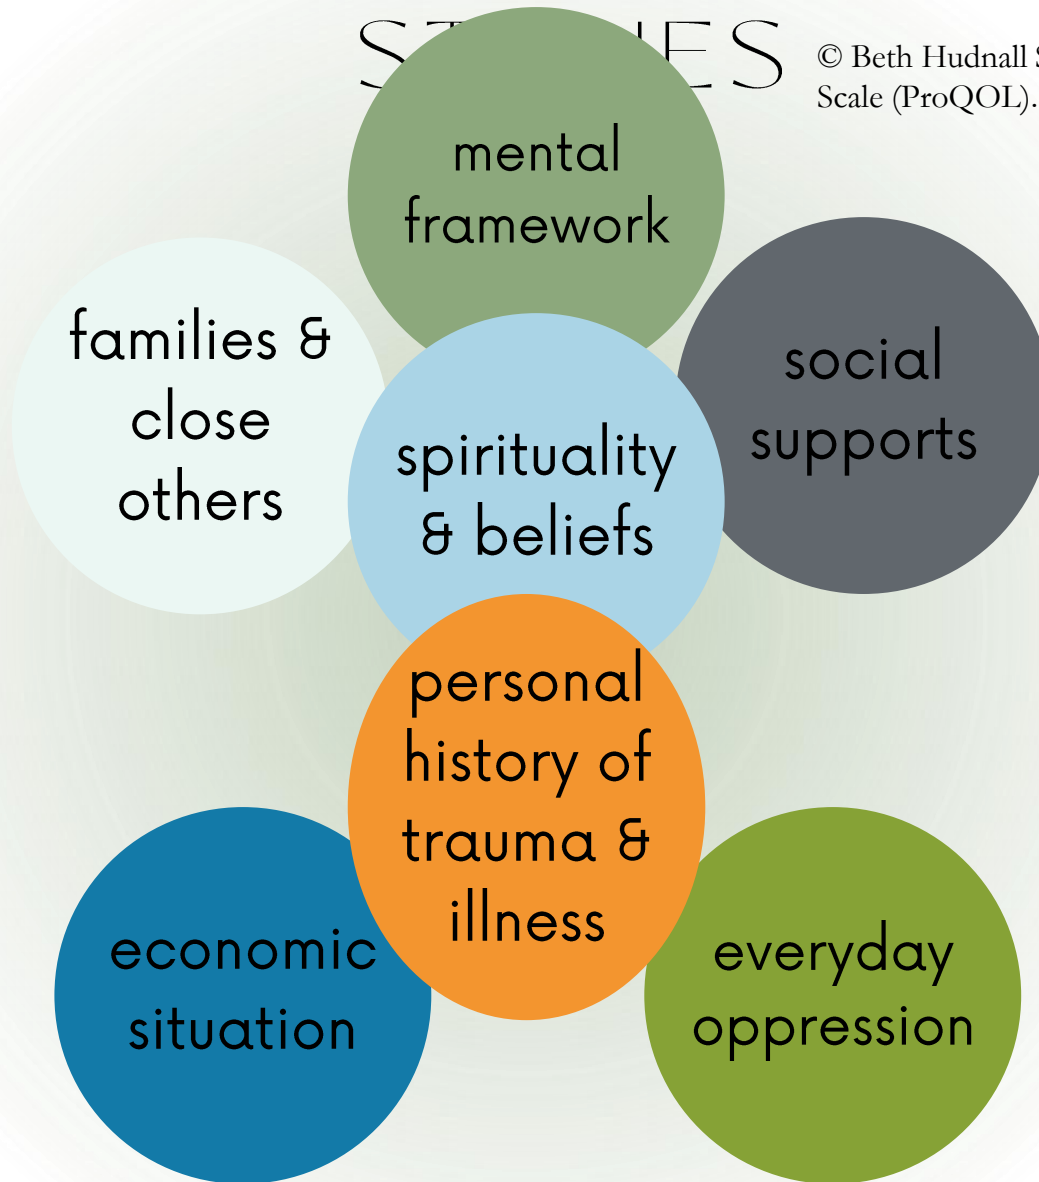 © Beth Hudnall
Scale (ProQOL).
mental
framework
families &
close
others
social
supports
spirituality
& beliefs
personal
history of
trauma &
illness
economic
situation
everyday
oppression